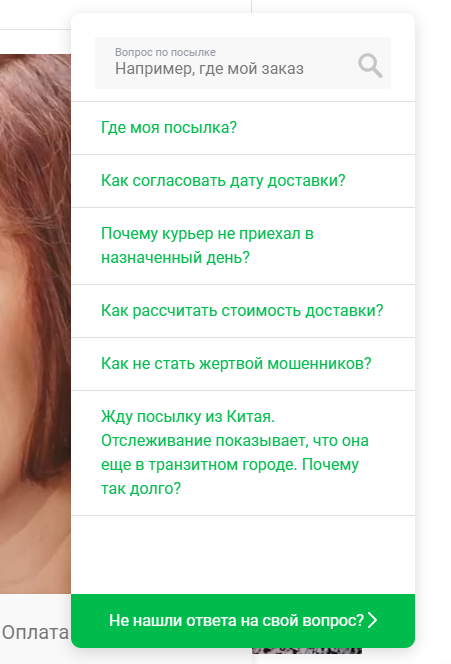 Вопрос по посылке
Например, где мой заказ
Где моя посылка?
Как согласовать дату доставки?
Почему курьер не приехал в
назначенный день?
Как рассчитать стоимость доставки?
Как не стать жертвой мошенников?
Жду посылку из Китая.
Отслеживание показывает, что она
еще в транзитном городе. Почему
так долго?
Не нашли ответа на свой вопрос?
Оплата